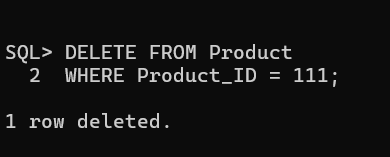 SQL> DELETE FROM Product
  2  WHERE Product_ID = 111;
1 row deleted.